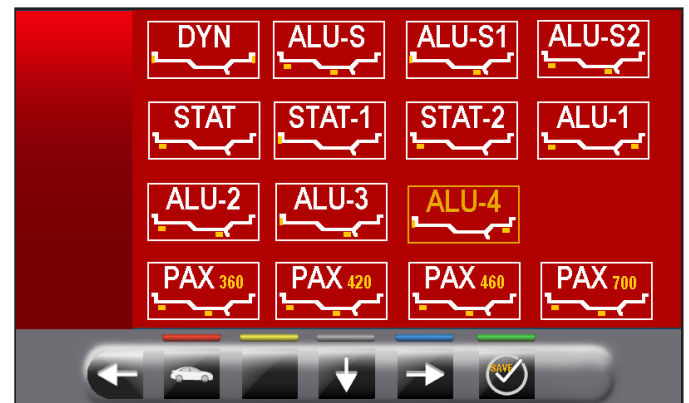 DYN ALU-S ALU-S1 ALU-S2
STAT STAT-1 STAT-2 ALU-1
ALU-2 ALU-3 ALU-4
PAX 360 PAX 420 PAX 460 PAX 700
SAVE